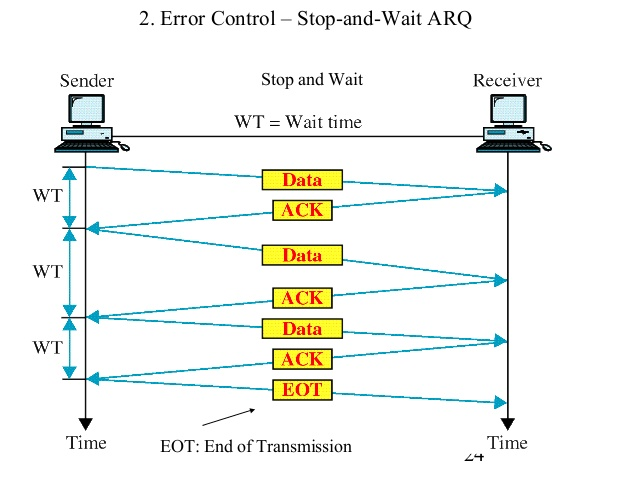 2. Error Control – Stop-and-Wait ARQ
Sender
Stop and Wait
Receiver
WT = Wait time
Data
WT
ACK
Data
WT
ACK
Data
WT
ACK
EOT
Time
EOT: End of Transmission
Time
24